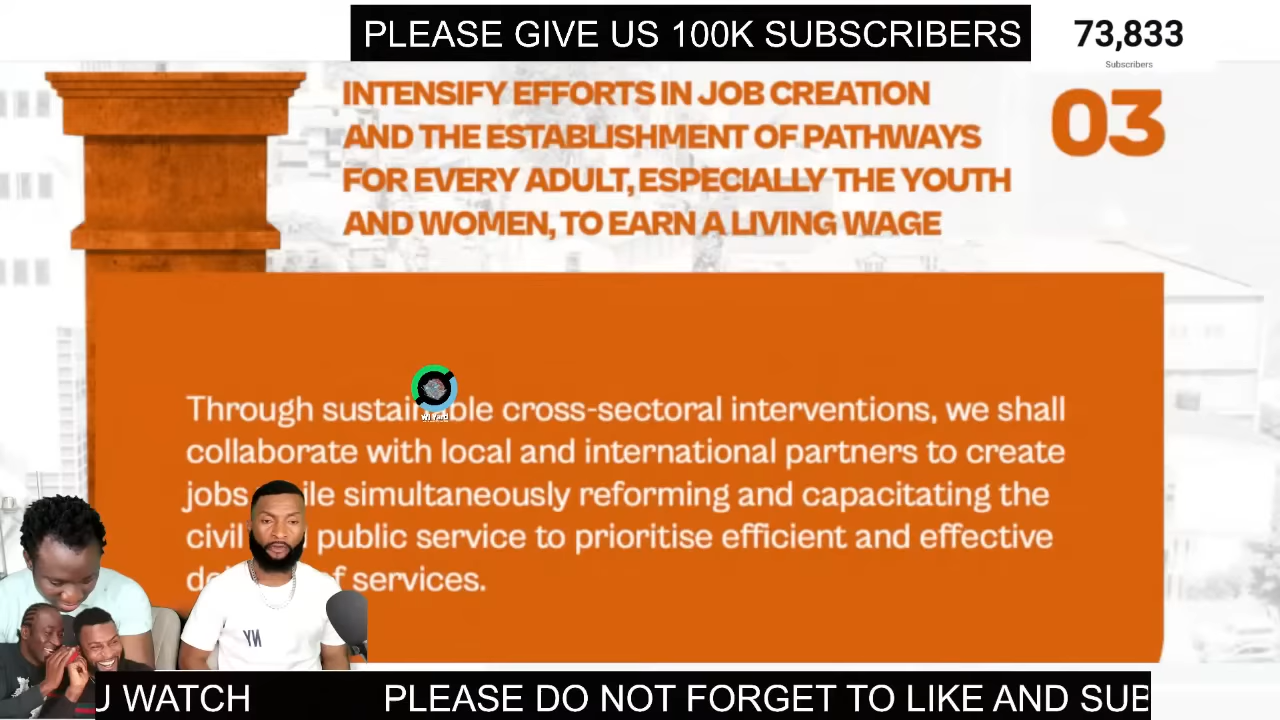 PLEASE GIVE US 100K SUBSCRIBERS
73,833
Subscribers
INTENSIFY EFFORTS IN JOB CREATION
AND THE ESTABLISHMENT OF PATHWAYS
FOR EVERY ADULT, ESPECIALLY THE YOUTH
AND WOMEN, TO EARN A LIVING WAGE
03
Through cross-sectoral interventions, we shall
collaborate with local and international partners to create
jobs simultaneously reforming and capacitating the
civil public service to prioritise efficient and effective
services.
U WATCH PLEASE DO NOT FORGET TO LIKE AND SUB